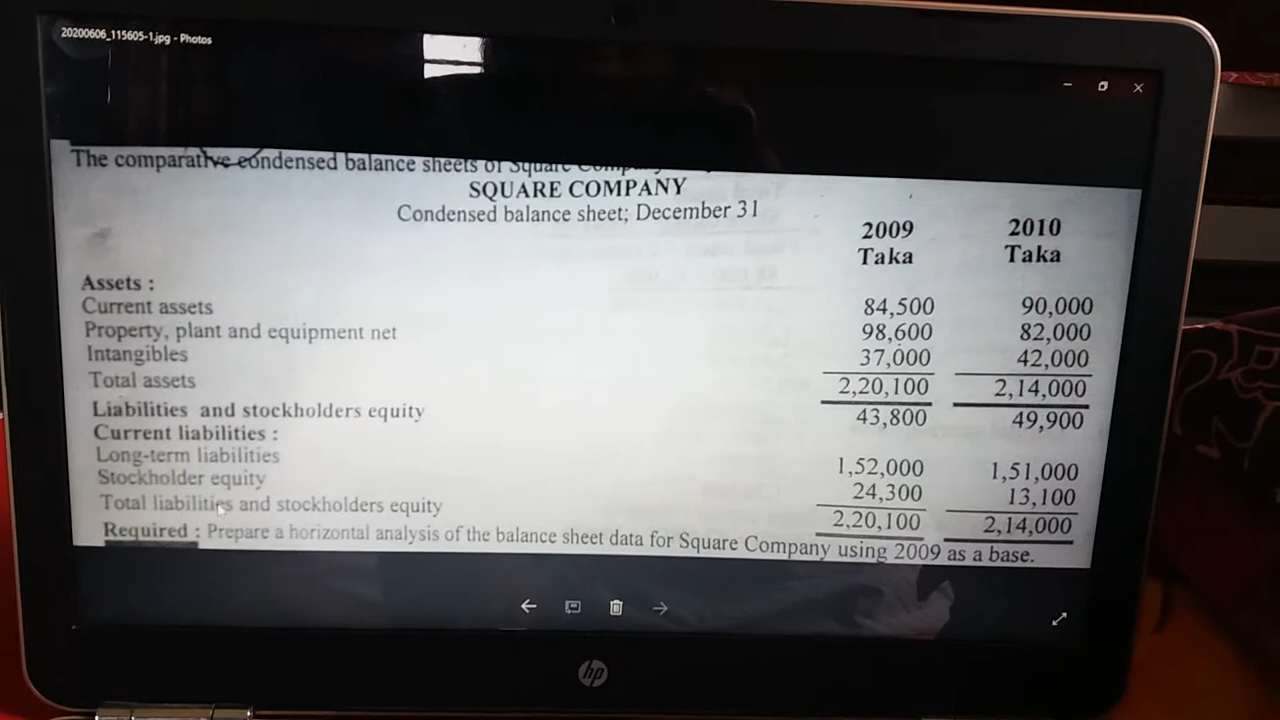 20200606_115605-1.jpg - Photos
The comparative condensed balance sheets of Square Company
SQUARE COMPANY
Condensed balance sheet; December 31
2009 2010
Taka Taka
Assets :
Current assets 84,500 90,000
Property, plant and equipment net 98,600 82,000
Intangibles 37,000 42,000
Total assets 2,20,100 2,14,000
Liabilities and stockholders equity 43,800 49,900
Current liabilities :
Long-term liabilities 1,52,000 1,51,000
Stockholder equity 24,300 13,100
Total liabilities and stockholders equity 2,20,100 2,14,000
Required : Prepare a horizontal analysis of the balance sheet data for Square Company using 2009 as a base.
hp